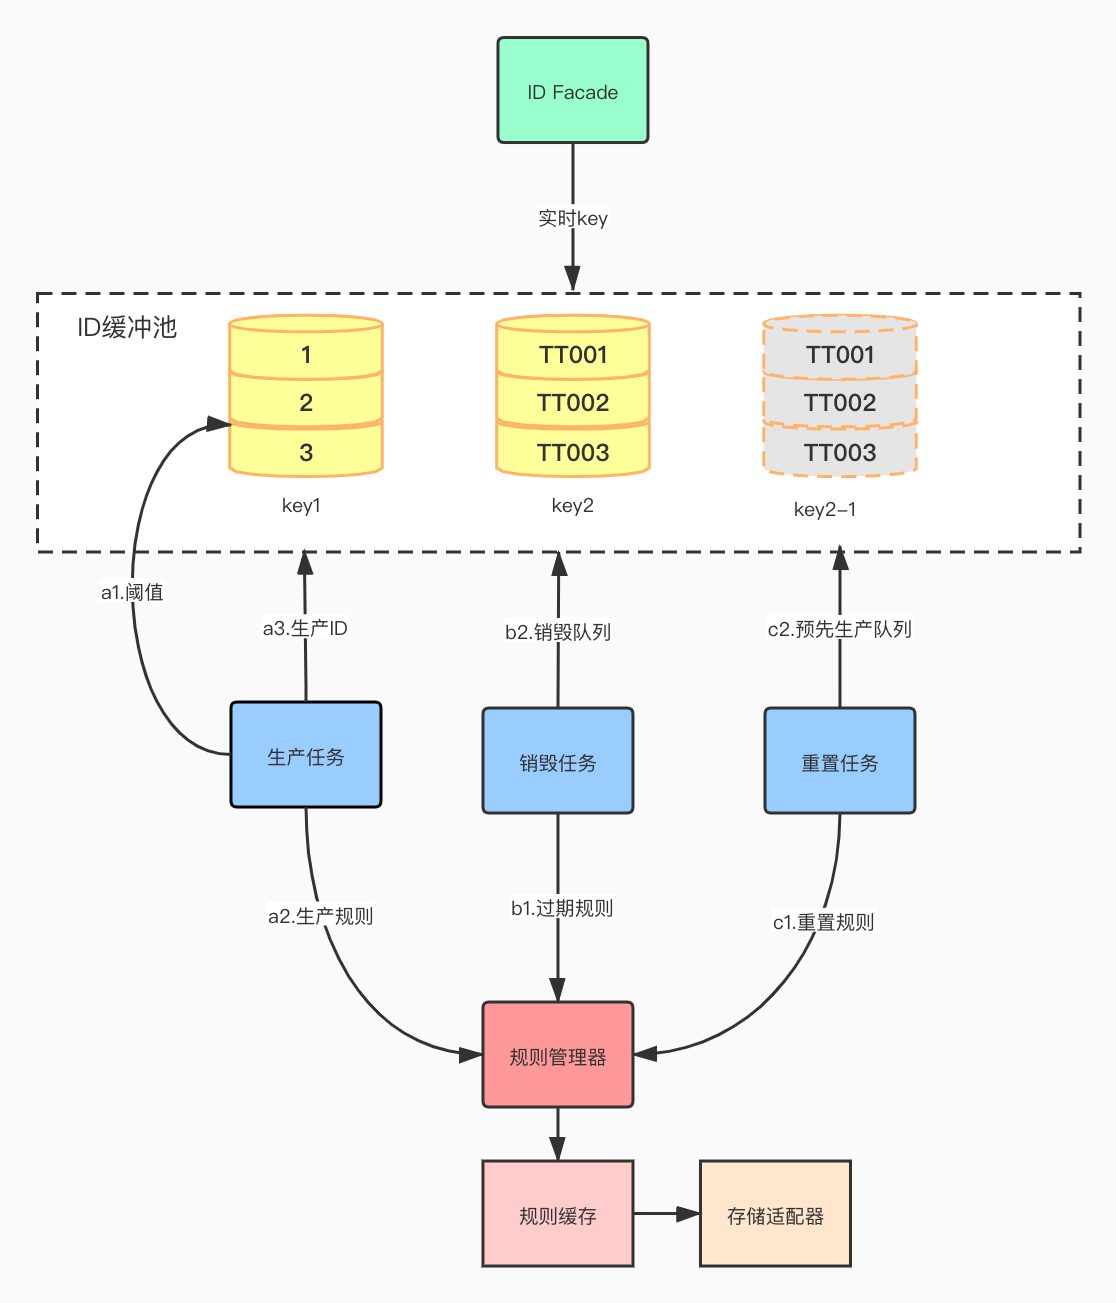 ID Facade
实时key
ID缓冲池
1
2
3
key1
TT001
TT002
TT003
key2
TT001
TT002
TT003
key2-1
a1.阈值
a3.生产ID
b2.销毁队列
c2.预先生产队列
生产任务
销毁任务
重置任务
a2.生产规则
b1.过期规则
c1.重置规则
规则管理器
规则缓存
存储适配器